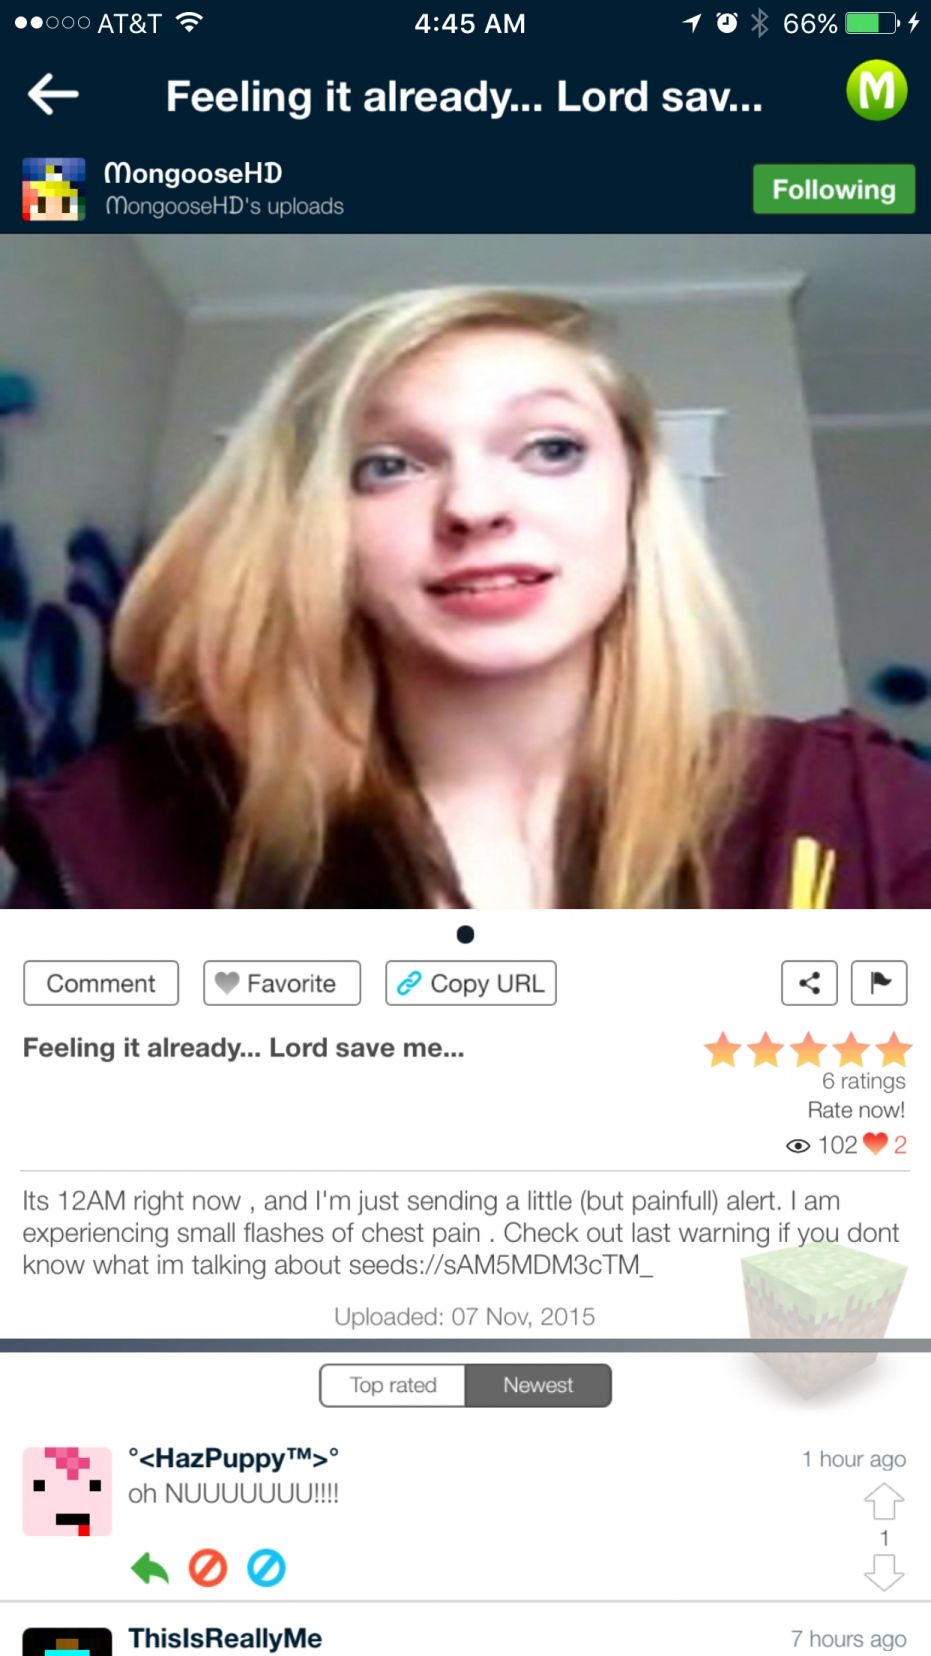 AT&T 4:45 AM 66%
Feeling it already... Lord sav... M
MongooseHD
MongooseHD's uploads
Following
Comment Favorite Copy URL
Feeling it already... Lord save me...
6 ratings
Rate now!
102 2
Its 12AM right now , and I'm just sending a little (but painfull) alert. I am
experiencing small flashes of chest pain . Check out last warning if you dont
know what im talking about seeds://sAM5MDM3cTM_
Uploaded: 07 Nov, 2015
Top rated Newest
°<HazPuppy™>° 1 hour ago
oh NUUUUUUU!!!!
1
ThisIsReallyMe 7 hours ago